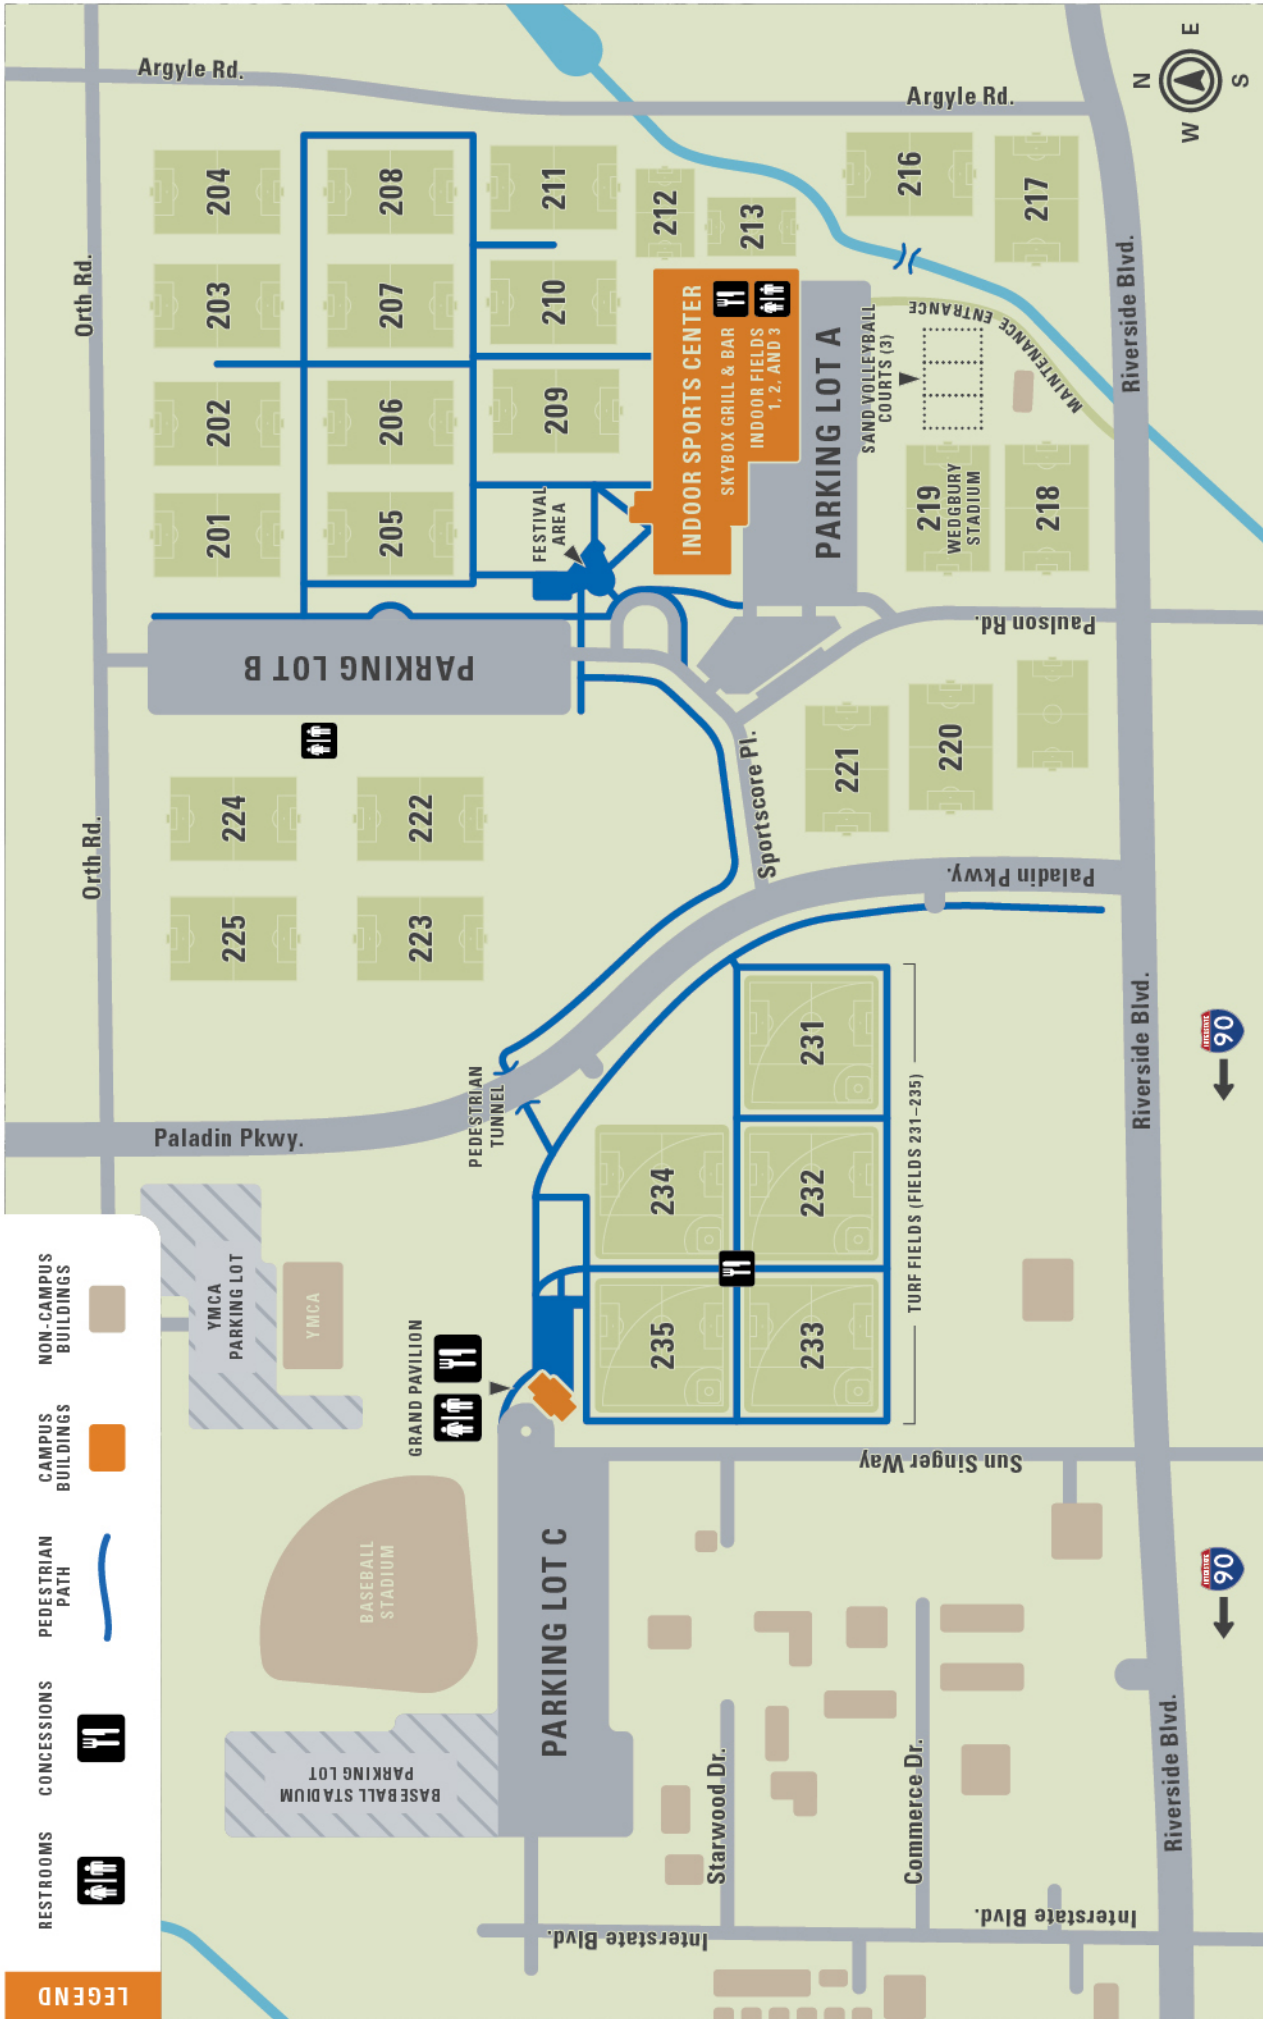 LEGEND
RESTROOMS
CONCESSIONS
PEDESTRIAN
PATH
CAMPUS
BUILDINGS
NON-CAMPUS
BUILDINGS
Orth Rd.
Orth Rd.
Argyle Rd.
Argyle Rd.
Paladin Pkwy.
Paladin Pkwy.
Sportscore Pl.
Paulson Rd.
Riverside Blvd.
Riverside Blvd.
Riverside Blvd.
Sun Singer Way
Starwood Dr.
Commerce Dr.
Interstate Blvd.
Interstate Blvd.
YMCA
PARKING LOT
YMCA
BASEBALL
STADIUM
BASEBALL STADIUM
PARKING LOT
GRAND PAVILION
PARKING LOT C
PEDESTRIAN
TUNNEL
225
224
223
222
PARKING LOT B
201
202
203
204
205
206
207
208
209
210
211
212
213
FESTIVAL
AREA
INDOOR SPORTS CENTER
SKYBOX GRILL & BAR
INDOOR FIELDS
1, 2, AND 3
PARKING LOT A
SAND VOLLEYBALL
COURTS (3)
MAINTENANCE ENTRANCE
216
217
219
WEDGBURY
STADIUM
218
221
220
235
234
233
232
231
TURF FIELDS (FIELDS 231–235)
INTERSTATE
90
INTERSTATE
90
N
E
S
W